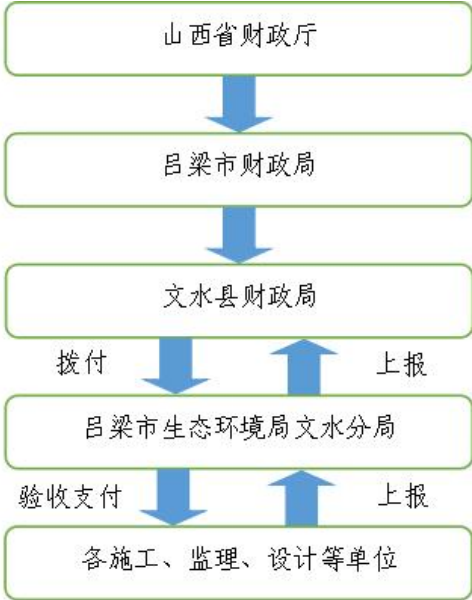 山西省财政厅
吕梁市财政局
文水县财政局
拨付
上报
吕梁市生态环境局文水分局
验收支付
上报
各施工、监理、设计等单位